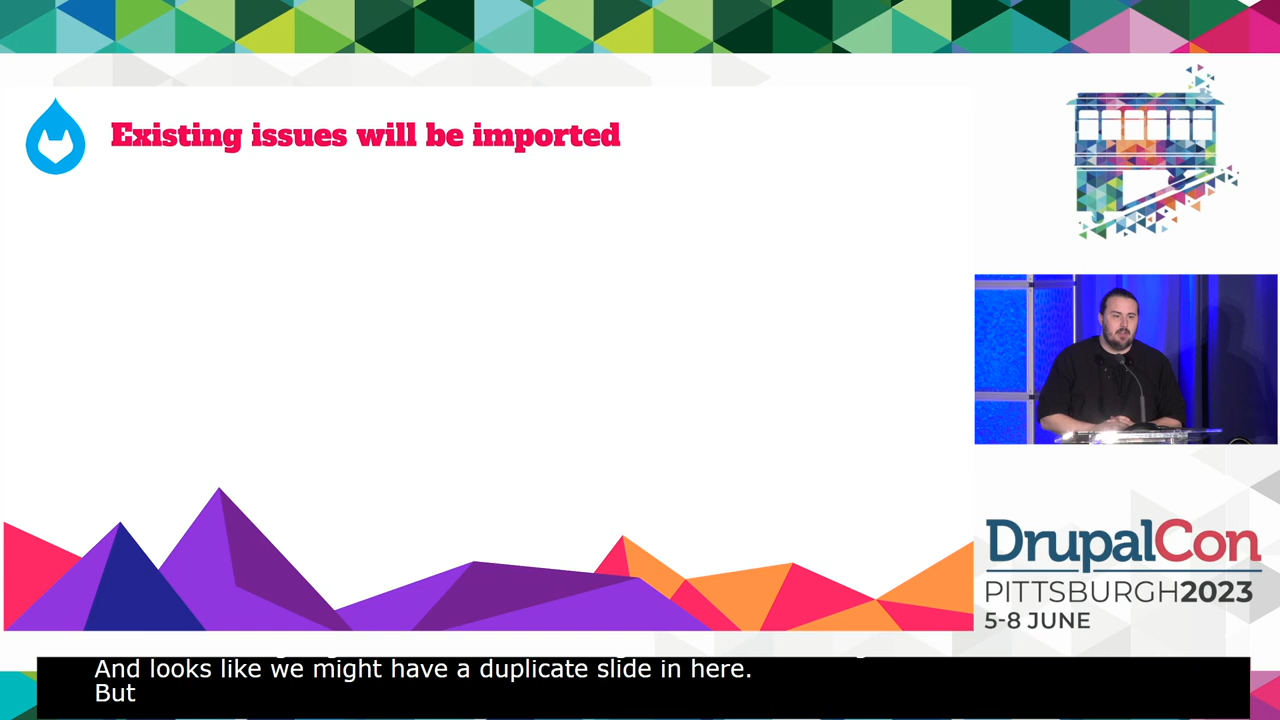 Existing issues will be imported
DrupalCon
PITTSBURGH2023
5-8 JUNE
And looks like we might have a duplicate slide in here.
But